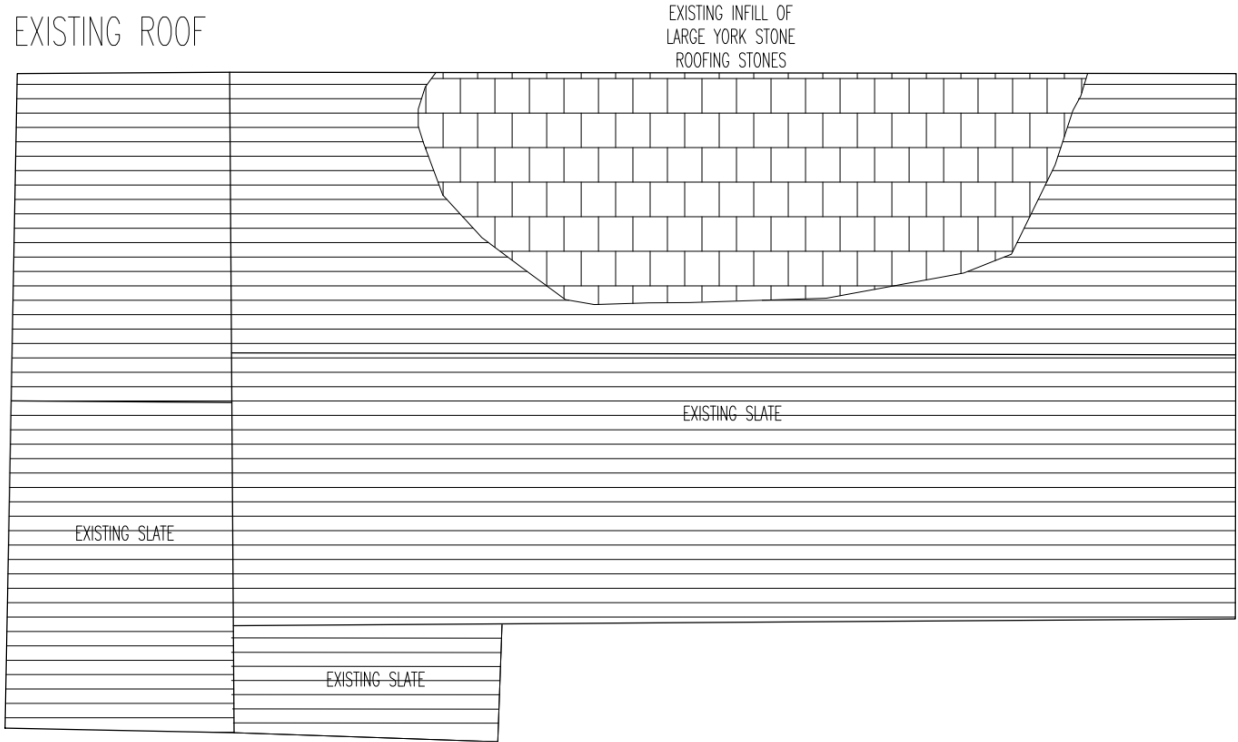 EXISTING ROOF
EXISTING INFILL OF
LARGE YORK STONE
ROOFING STONES
EXISTING SLATE
EXISTING SLATE
EXISTING SLATE